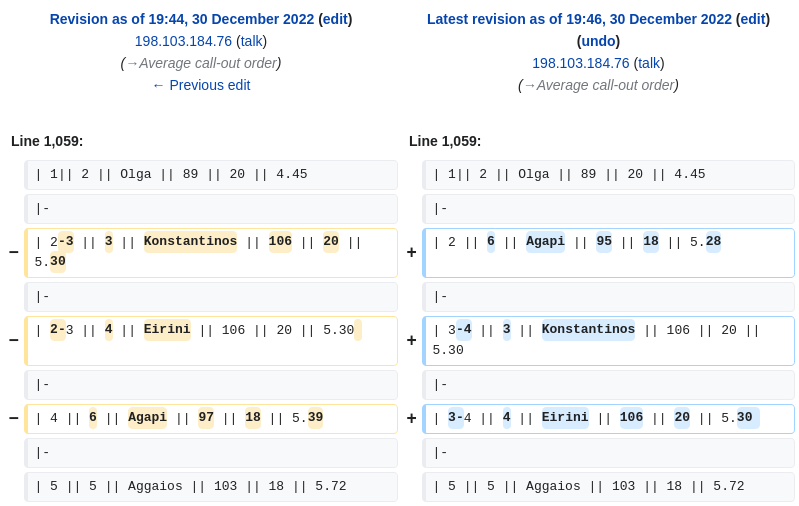 Revision as of 19:44, 30 December 2022 (edit)
198.103.184.76 (talk)
(→Average call-out order)
← Previous edit
Latest revision as of 19:46, 30 December 2022 (edit)
(undo)
198.103.184.76 (talk)
(→Average call-out order)
Line 1,059:
Line 1,059:
| 1|| 2 || Olga || 89 || 20 || 4.45
| 1|| 2 || Olga || 89 || 20 || 4.45
|-
|-
− | 2-3 || 3 || Konstantinos || 106 || 20 ||
5.30
+ | 2 || 6 || Agapi || 95 || 18 || 5.28
|-
|-
− | 2-3 || 4 || Eirini || 106 || 20 || 5.30
+ | 3-4 || 3 || Konstantinos || 106 || 20 ||
5.30
|-
|-
− | 4 || 6 || Agapi || 97 || 18 || 5.39
+ | 3-4 || 4 || Eirini || 106 || 20 || 5.30
|-
|-
| 5 || 5 || Aggaios || 103 || 18 || 5.72
| 5 || 5 || Aggaios || 103 || 18 || 5.72